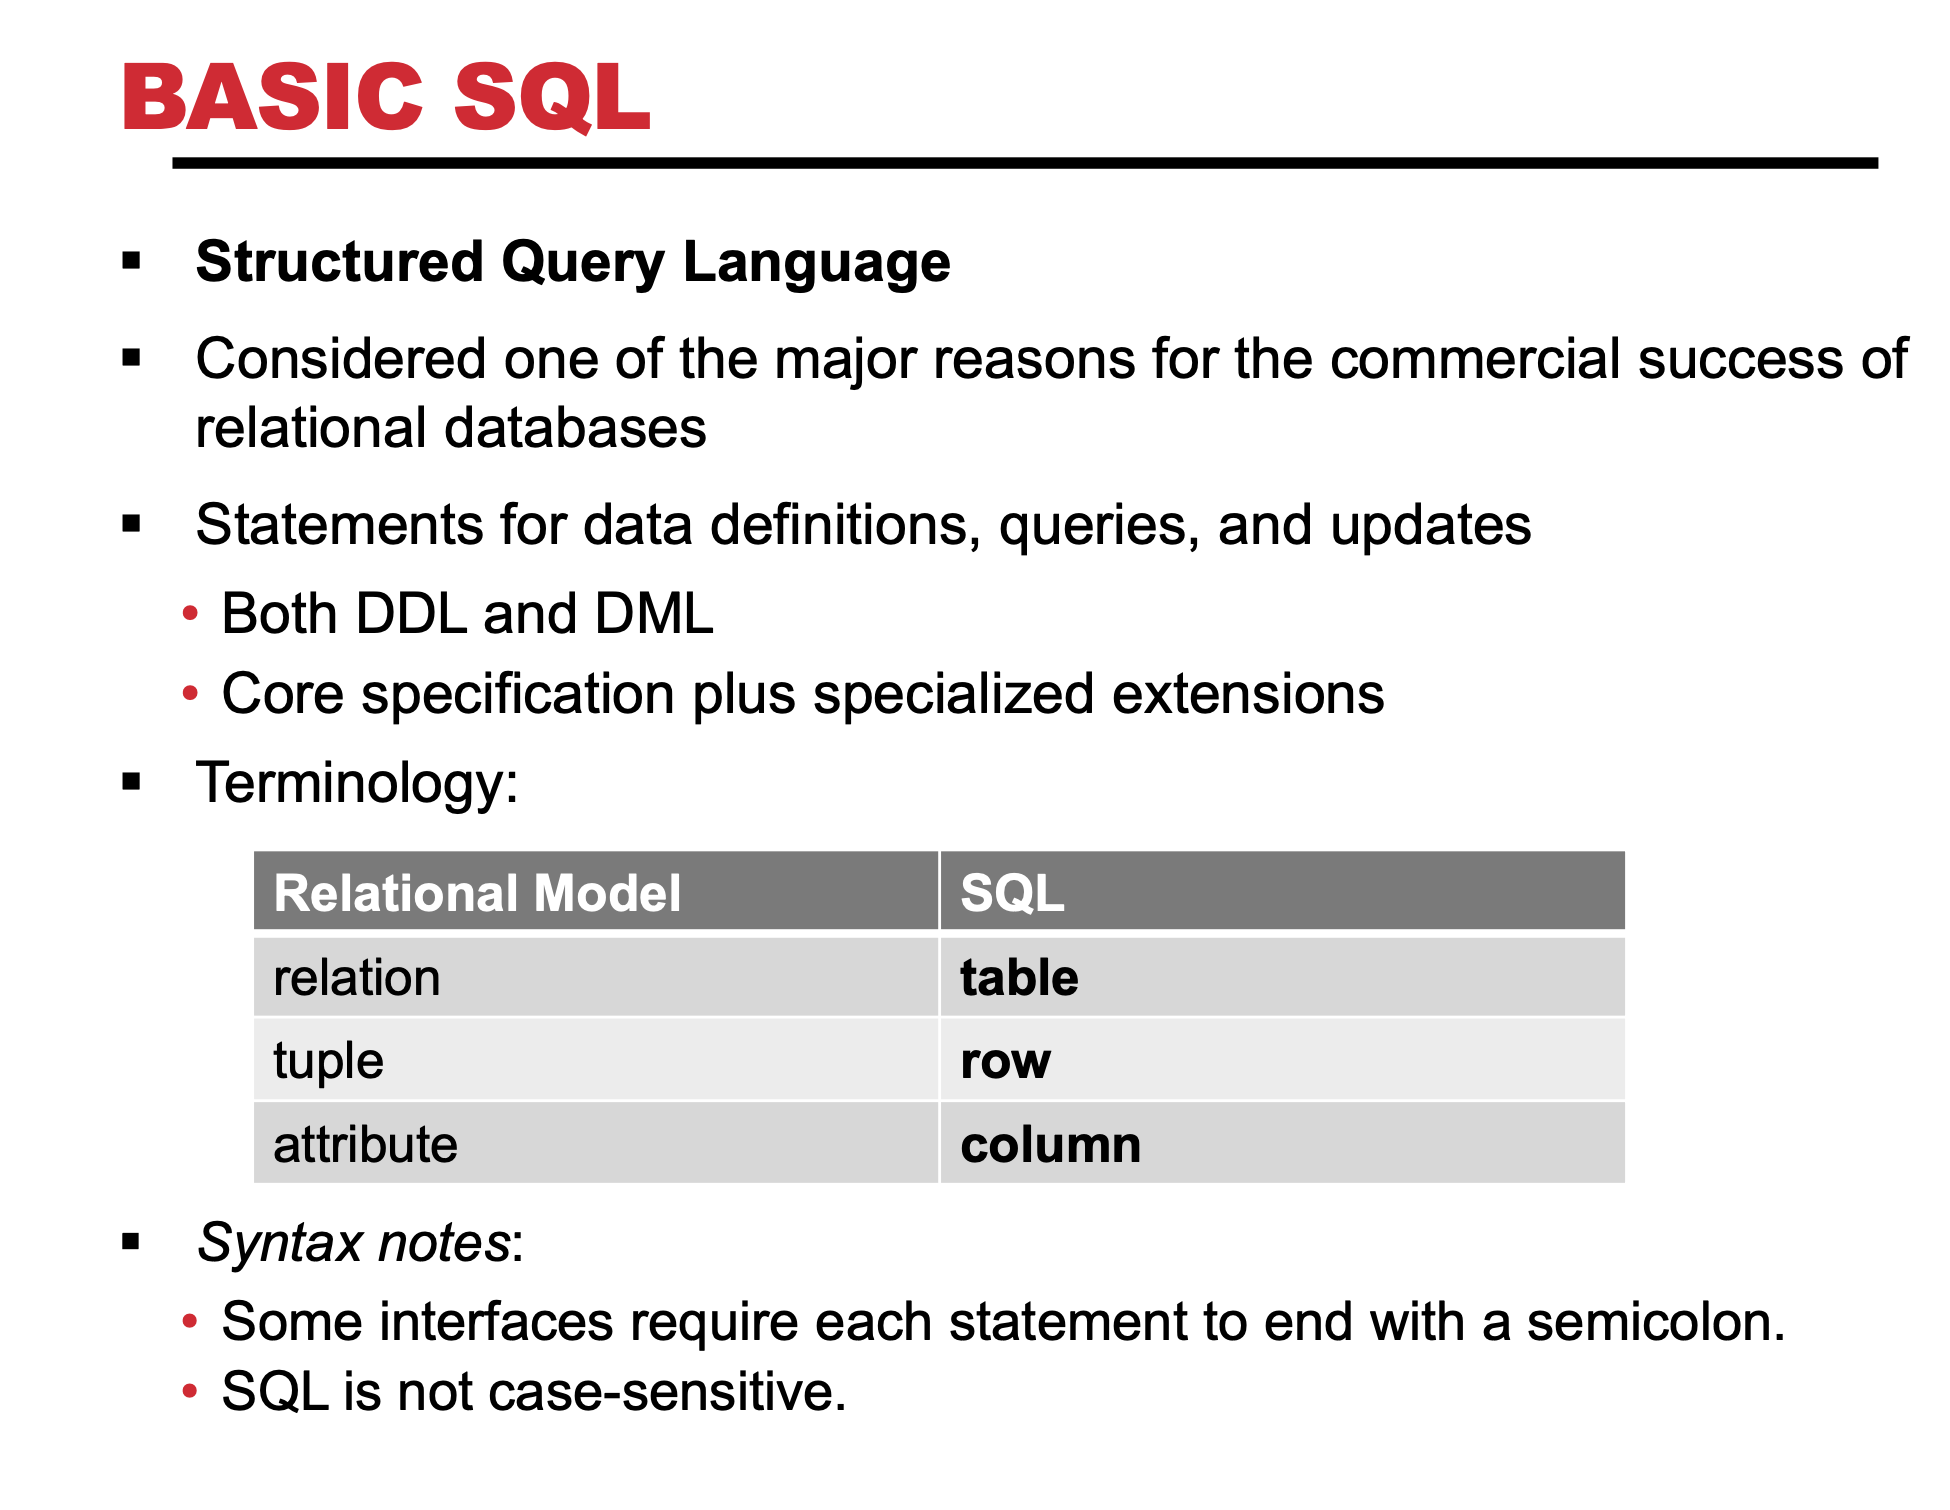 BASIC SQL
▪ Structured Query Language
▪ Considered one of the major reasons for the commercial success of
relational databases
▪ Statements for data definitions, queries, and updates
• Both DDL and DML
• Core specification plus specialized extensions
▪ Terminology:
Relational Model SQL
relation table
tuple row
attribute column
▪ Syntax notes:
• Some interfaces require each statement to end with a semicolon.
• SQL is not case-sensitive.